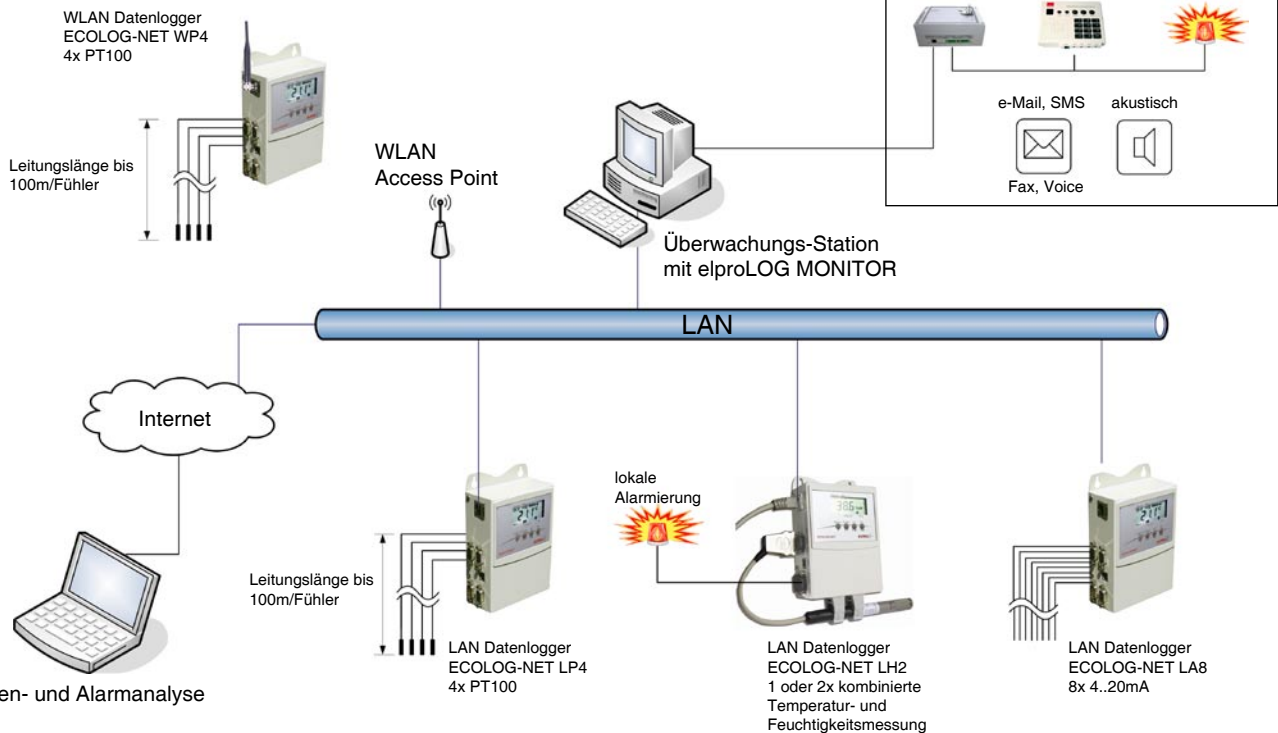 WLAN Datenlogger
ECOLOG-NET WP4
4x PT100
Leitungslänge bis
100m/Fühler
WLAN
Access Point
Überwachungs-Station
mit elproLOG MONITOR
e-Mail, SMS
akustisch
Fax, Voice
LAN
Internet
en- und Alarmanalyse
Leitungslänge bis
100m/Fühler
LAN Datenlogger
ECOLOG-NET LP4
4x PT100
lokale
Alarmierung
LAN Datenlogger
ECOLOG-NET LH2
1 oder 2x kombinierte
Temperatur- und
Feuchtigkeitsmessung
LAN Datenlogger
ECOLOG-NET LA8
8x 4..20mA